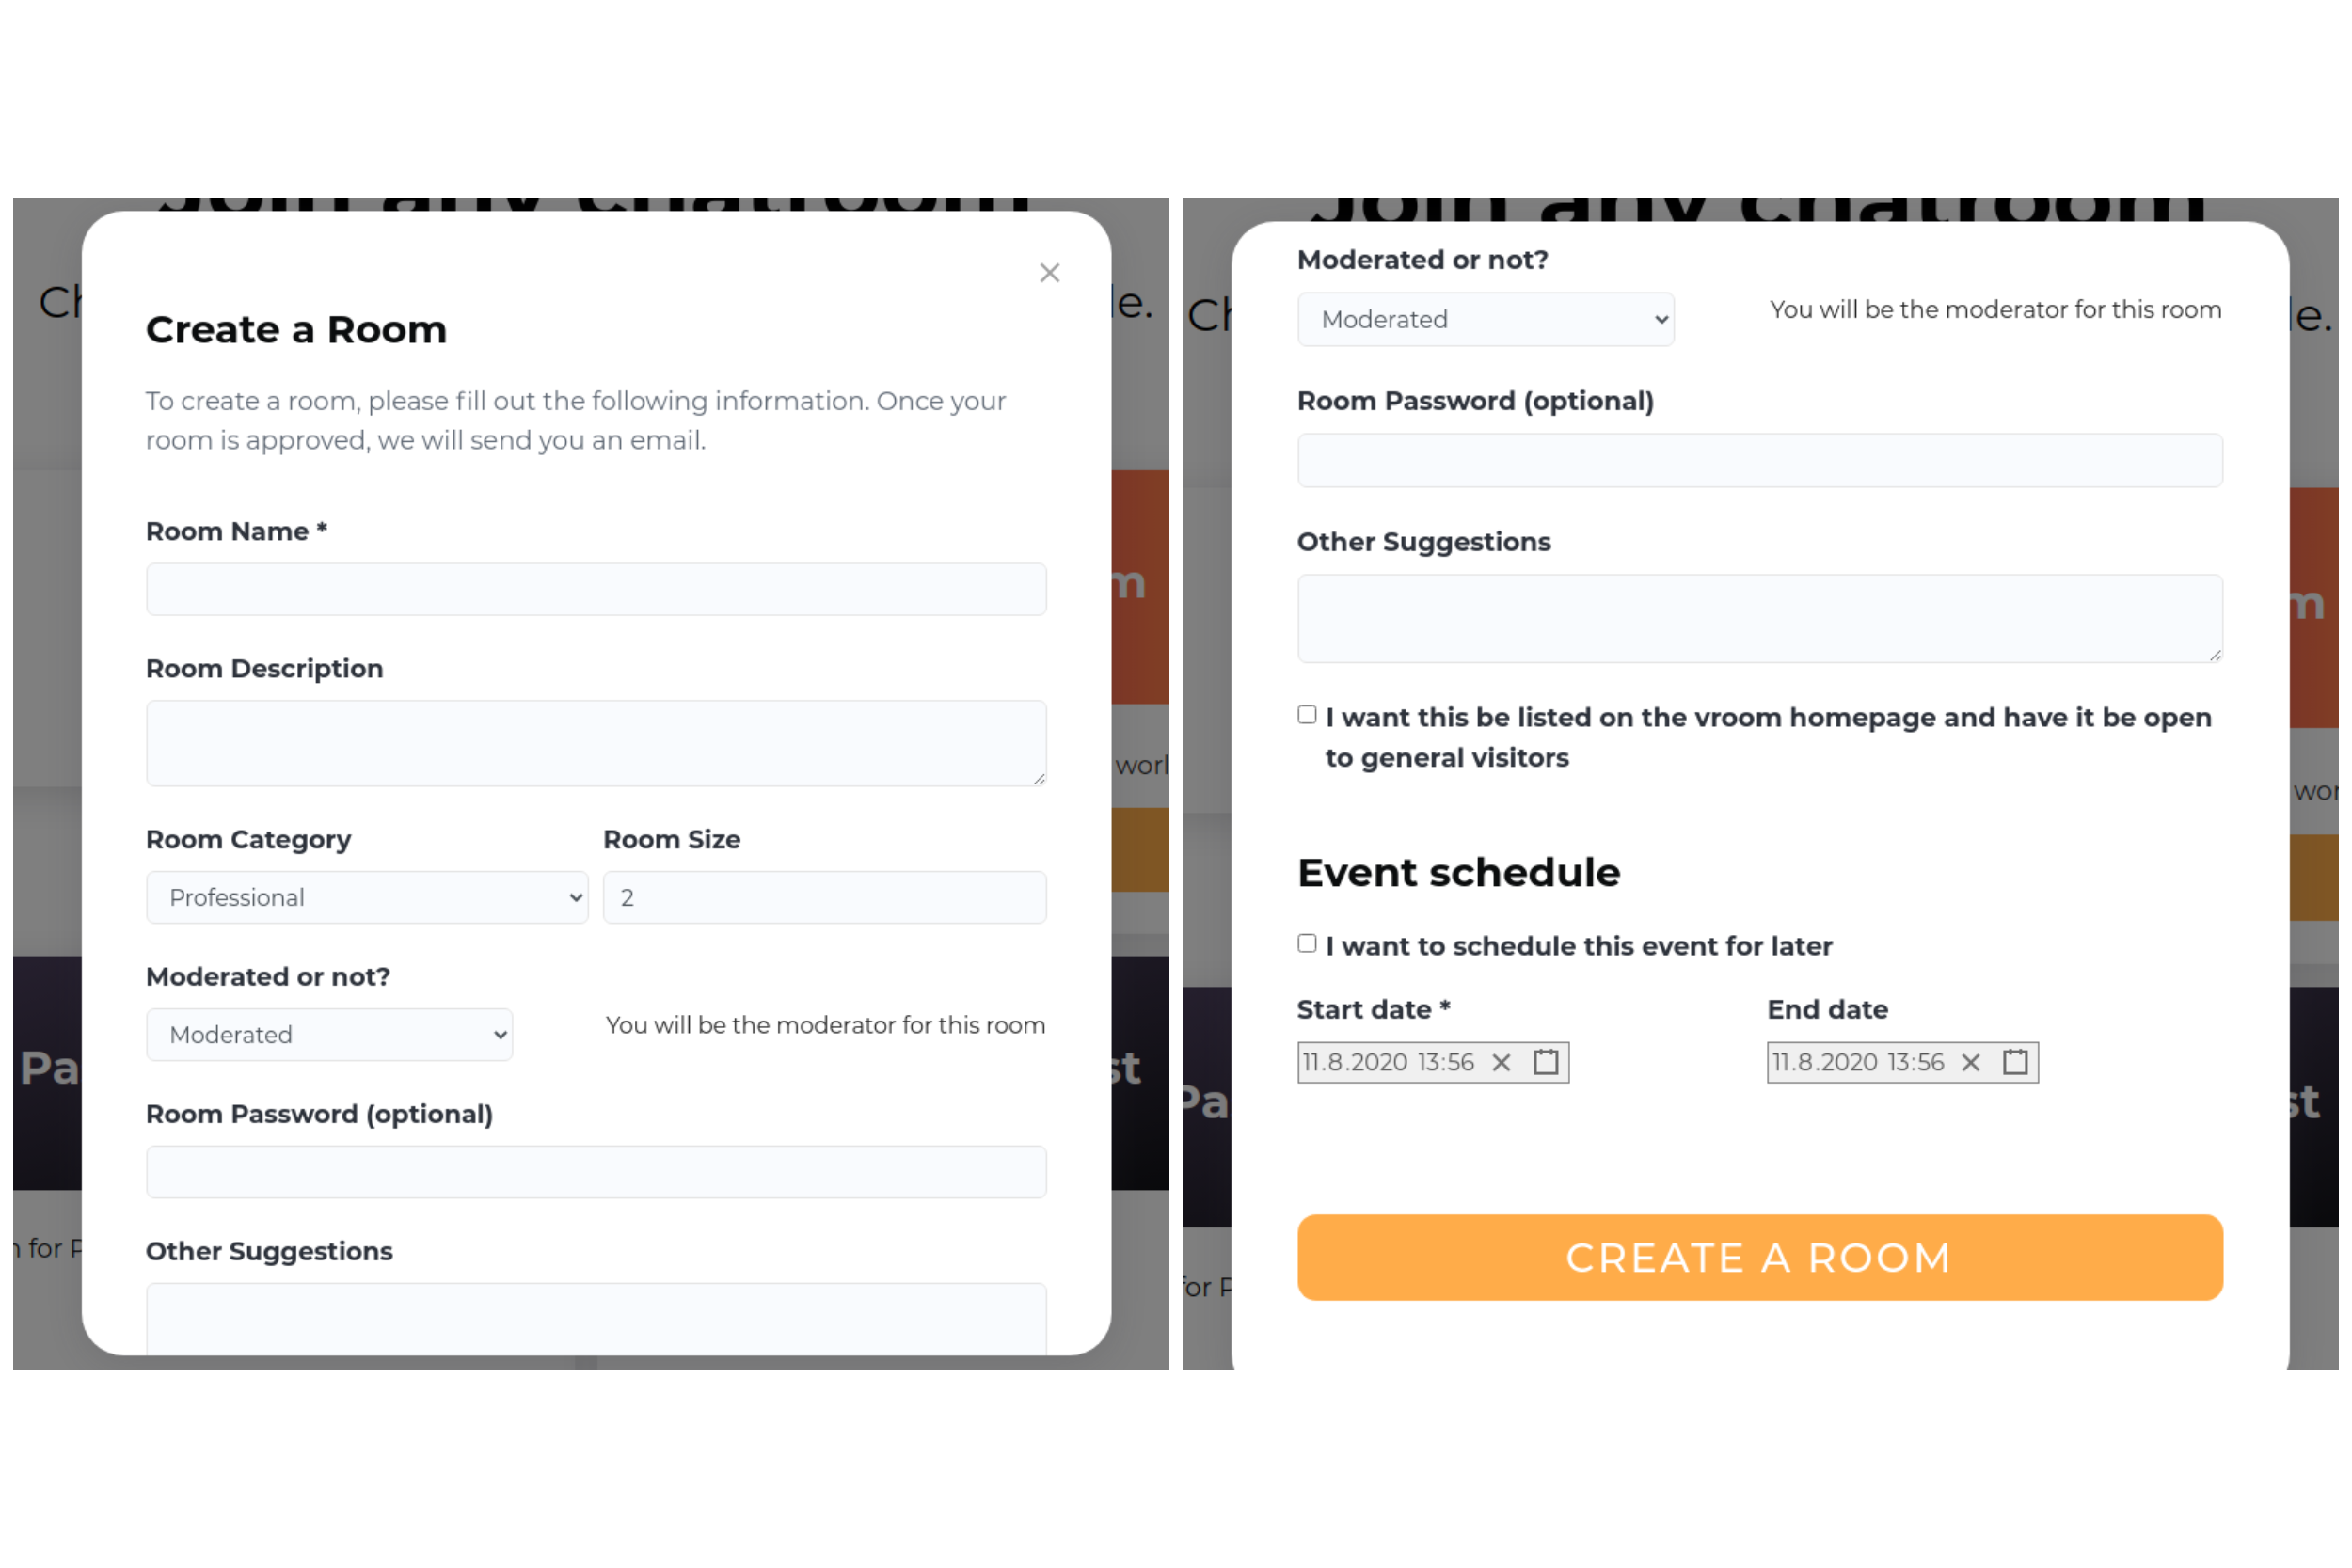 Join any chatroom
Ch
le.
Create a Room
To create a room, please fill out the following information. Once your
room is approved, we will send you an email.
Room Name *
Room Description
Room Category
Room Size
Professional
2
Moderated or not?
Moderated
You will be the moderator for this room
Room Password (optional)
Other Suggestions
m
worl
Pa
st
n for P
Join any chatroom
Ch
le.
Moderated or not?
Moderated
You will be the moderator for this room
Room Password (optional)
Other Suggestions
I want this be listed on the vroom homepage and have it be open
to general visitors
Event schedule
I want to schedule this event for later
Start date *
End date
11.8.2020 13:56
11.8.2020 13:56
CREATE A ROOM
m
wor
Pa
st
for P